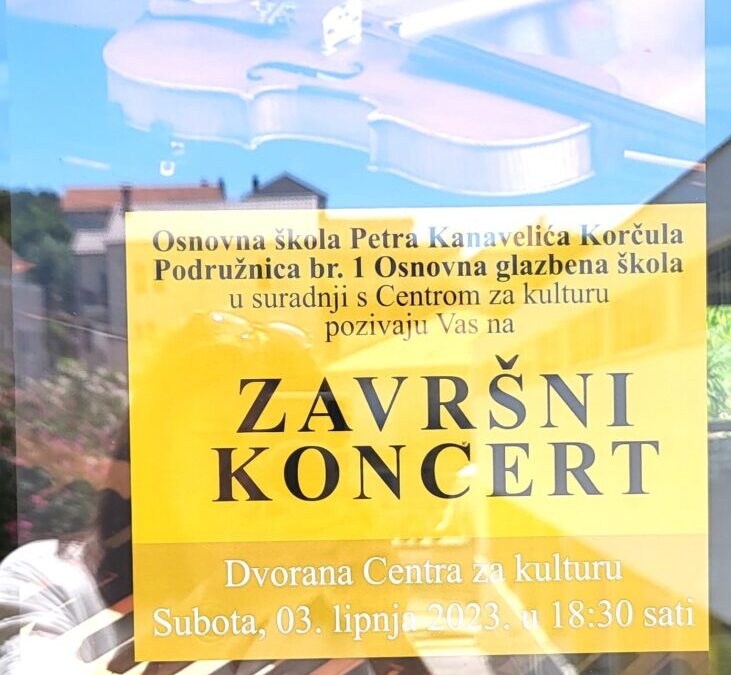 Osnovna škola Petra Kanavelića Korčula
Podružnica br. 1 Osnovna glazbena škola
u suradnji s Centrom za kulturu
pozivaju Vas na
ZAVRŠNI
KONCERT
Dvorana Centra za kulturu
Subota, 03. lipnja 2023. u 18:30 sati